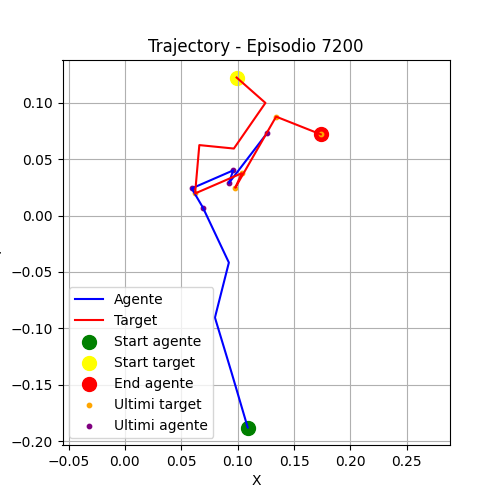 Trajectory - Episodio 7200
0.10
0.05
0.00
−0.05
−0.10
−0.15
−0.20
Agente
Target
Start agente
Start target
End agente
Ultimi target
Ultimi agente
−0.05
0.00
0.05
0.10
0.15
0.20
0.25
X